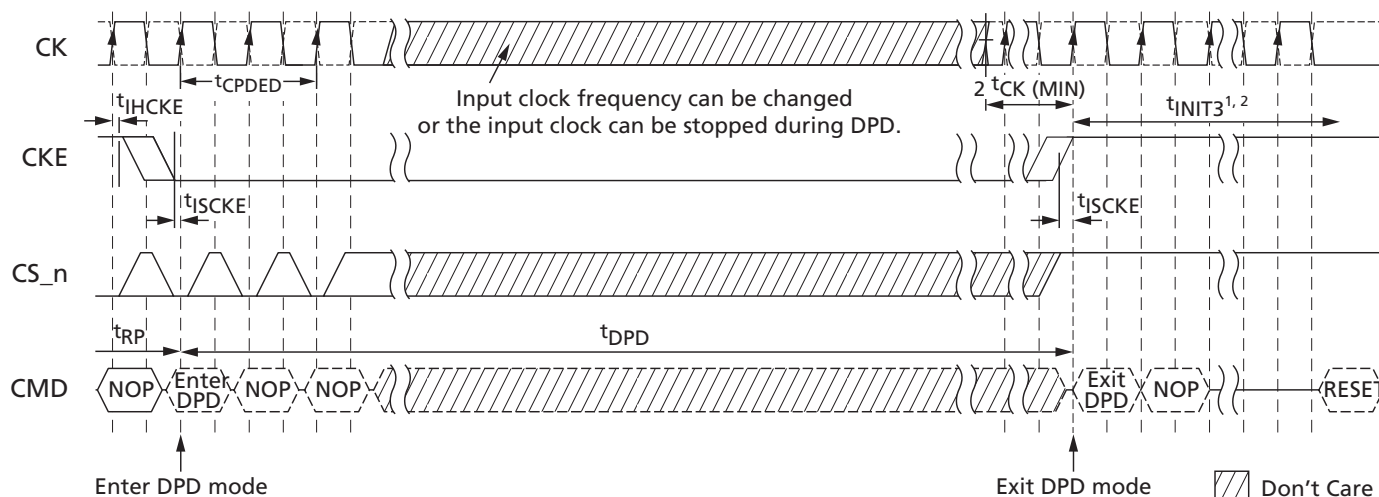 CK
tCPDED
2 tCK (MIN)
tIHCKE
Input clock frequency can be changed
or the input clock can be stopped during DPD.
tINIT3 1, 2
CKE
tISCKE
tISCKE
CS_n
tRP
tDPD
CMD
NOP
Enter
DPD
NOP
NOP
Exit
DPD
NOP
RESET
Enter DPD mode
Exit DPD mode
Don't Care